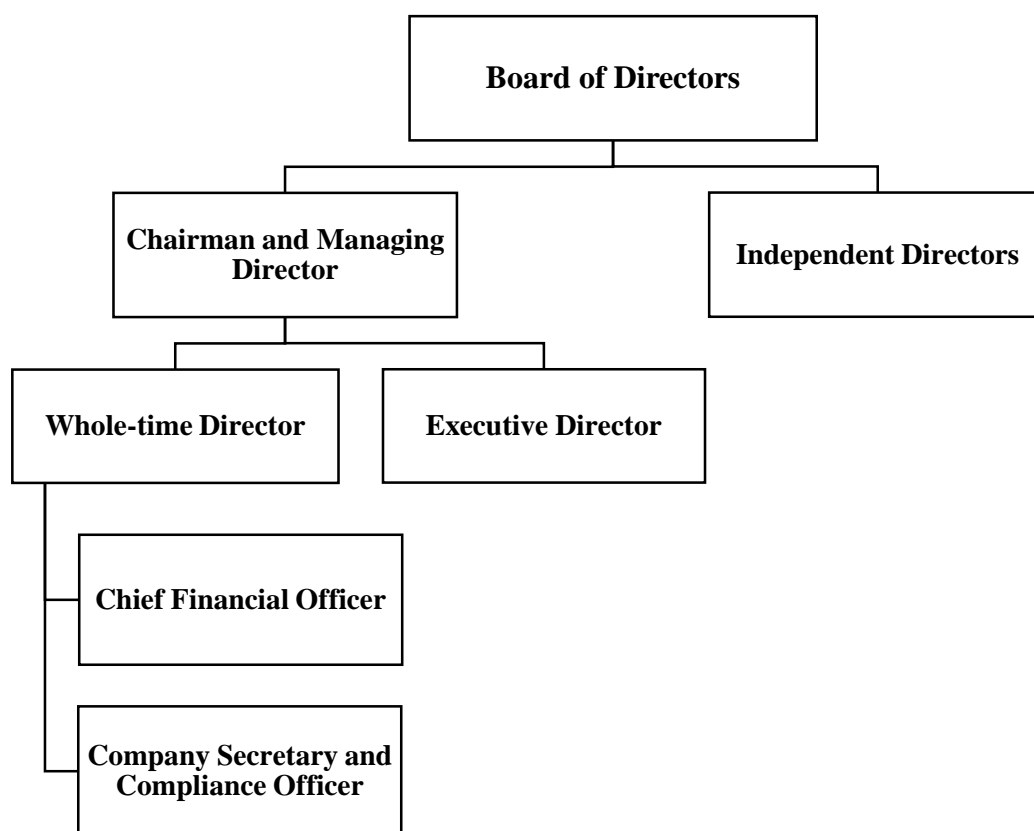 Board of Directors
Chairman and Managing
Director
Independent Directors
Whole-time Director
Executive Director
Chief Financial Officer
Company Secretary and
Compliance Officer